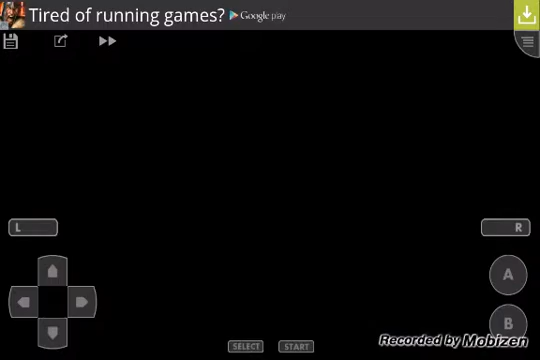 Tired of running games? Google play
L
R
A
B
SELECT START
Recorded by Mobizen